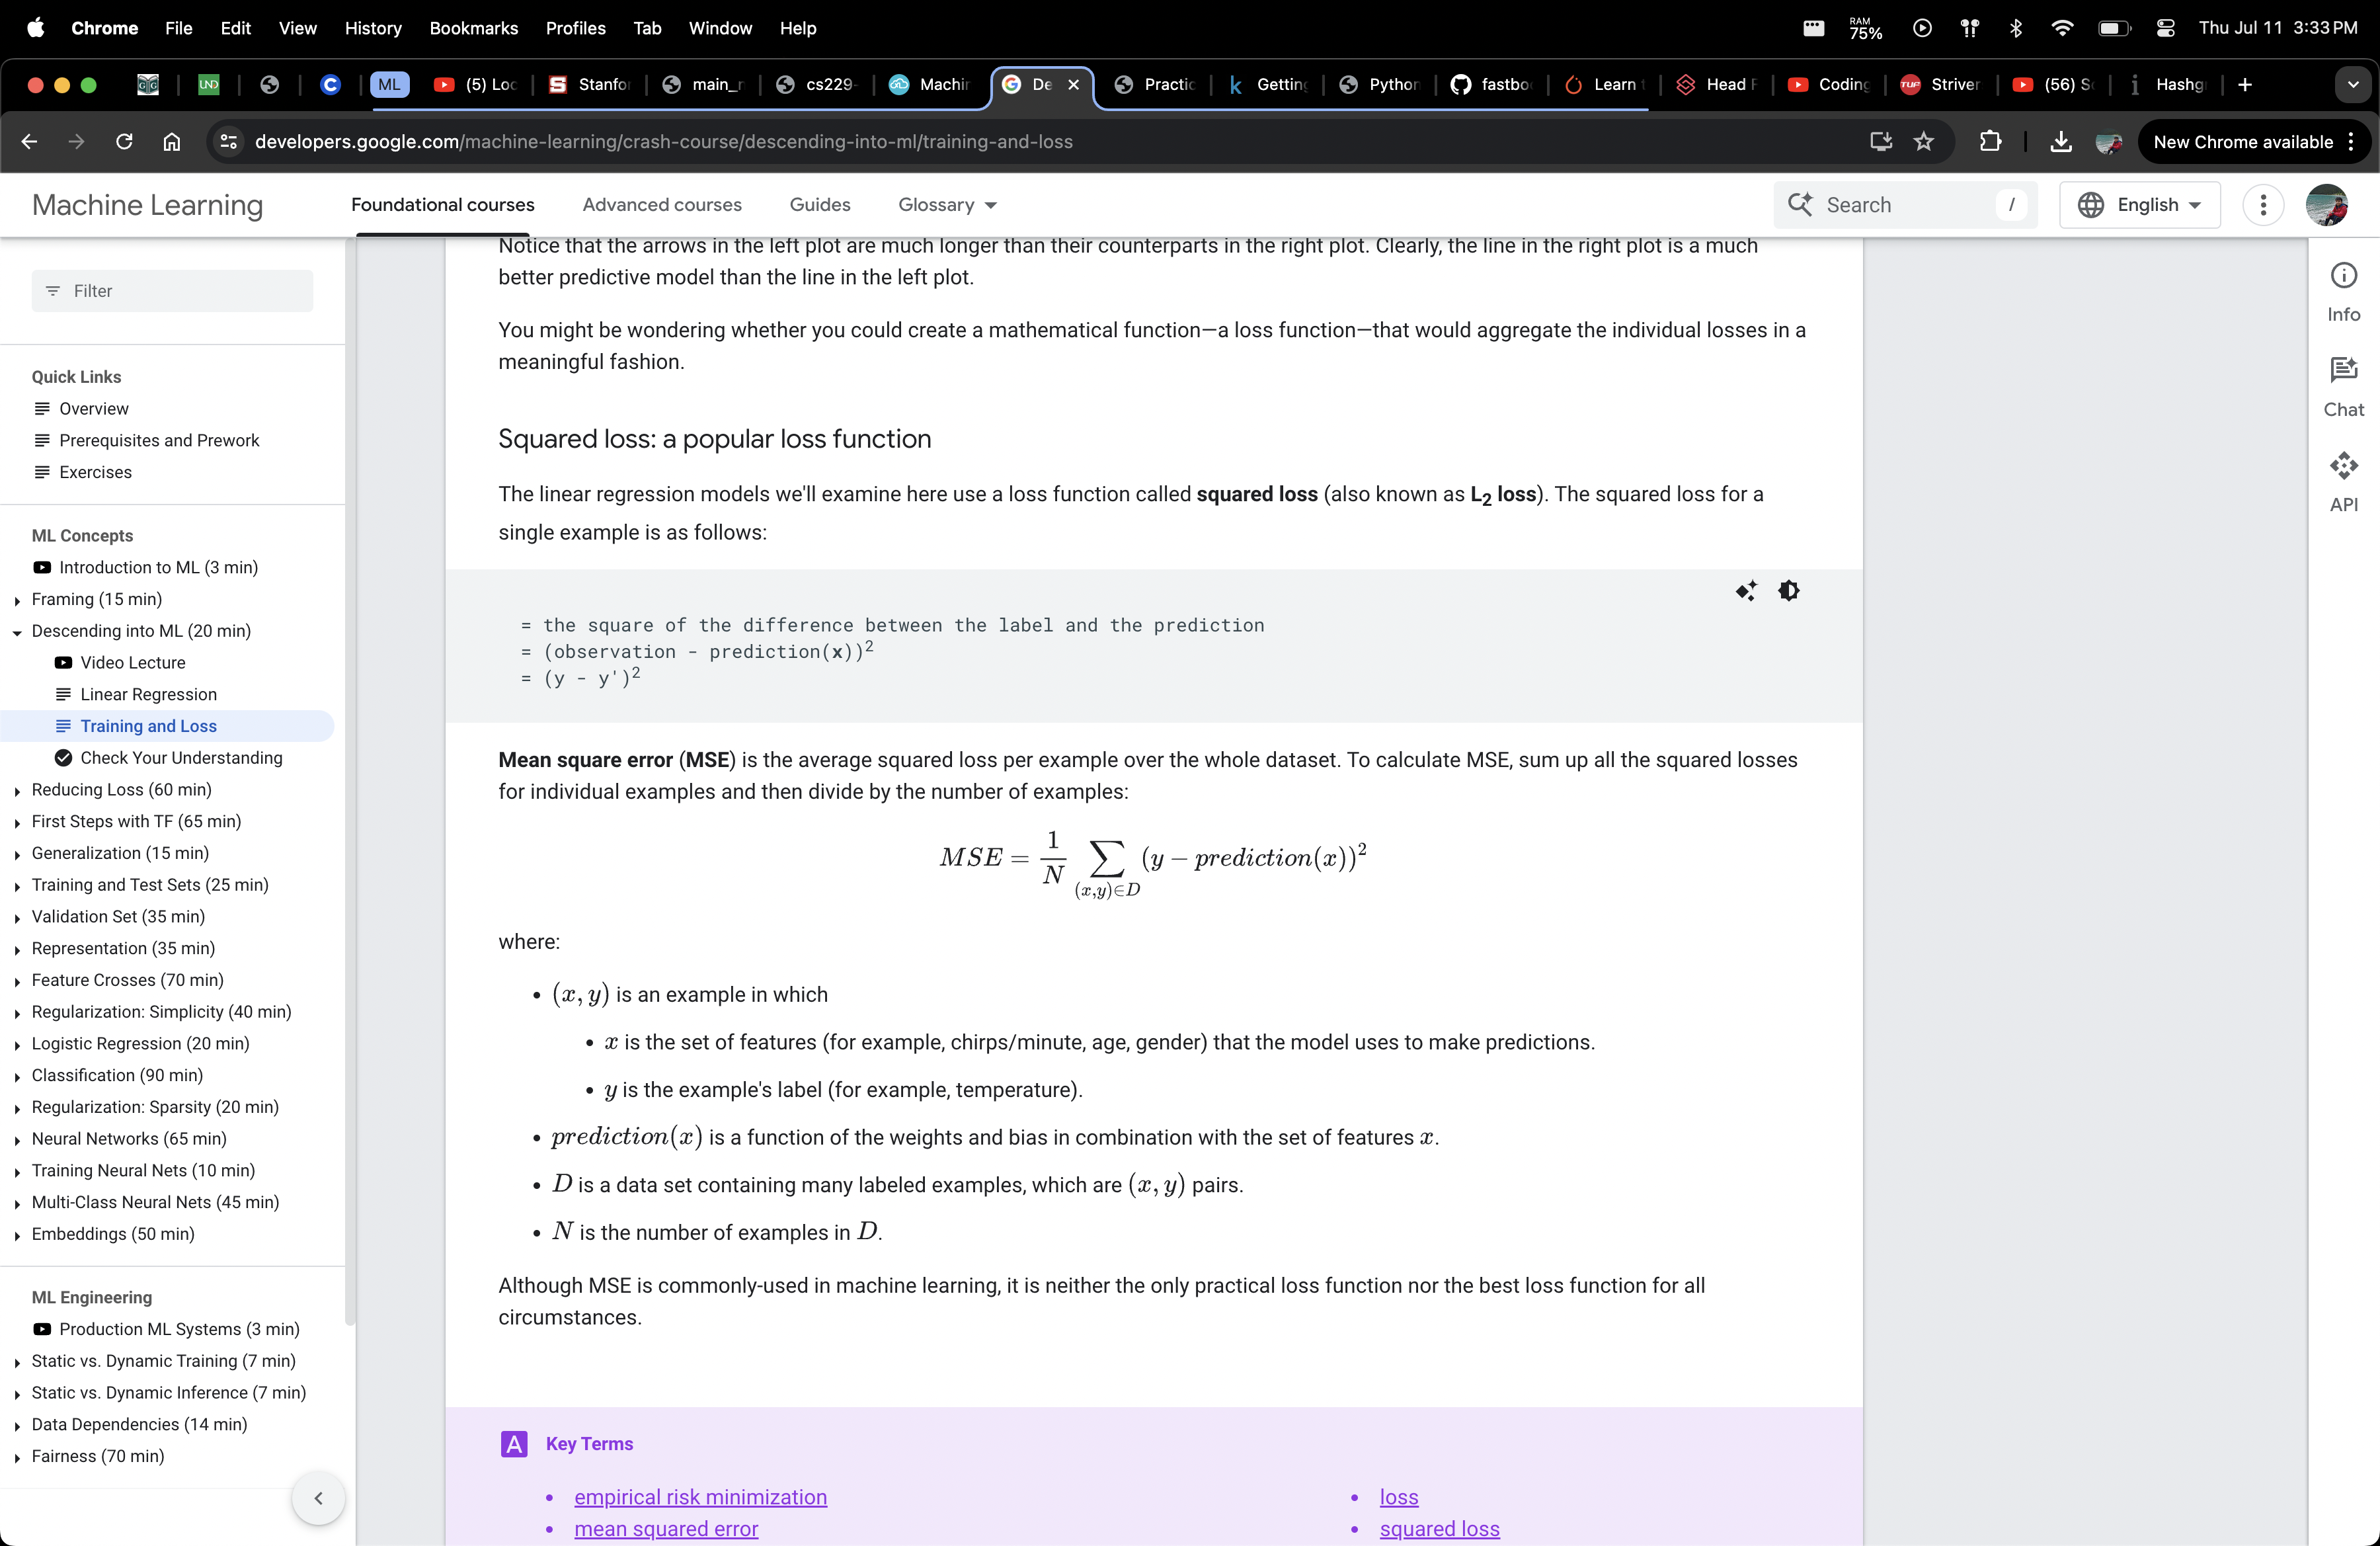 Chrome File Edit View History Bookmarks Profiles Tab Window Help RAM 75% Thu Jul 11 3:33 PM
ML (5) Loc Stanfor main_ cs229- Machin De Practic Getting Python fastboo Learn Head Coding Striver (56) Hashg
developers.google.com/machine-learning/crash-course/descending-into-ml/training-and-loss New Chrome available
Machine Learning Foundational courses Advanced courses Guides Glossary Search / English
Filter
Quick Links
Overview
Prerequisites and Prework
Exercises
ML Concepts
Introduction to ML (3 min)
Framing (15 min)
Descending into ML (20 min)
Video Lecture
Linear Regression
Training and Loss
Check Your Understanding
Reducing Loss (60 min)
First Steps with TF (65 min)
Generalization (15 min)
Training and Test Sets (25 min)
Validation Set (35 min)
Representation (35 min)
Feature Crosses (70 min)
Regularization: Simplicity (40 min)
Logistic Regression (20 min)
Classification (90 min)
Regularization: Sparsity (20 min)
Neural Networks (65 min)
Training Neural Nets (10 min)
Multi-Class Neural Nets (45 min)
Embeddings (50 min)
ML Engineering
Production ML Systems (3 min)
Static vs. Dynamic Training (7 min)
Static vs. Dynamic Inference (7 min)
Data Dependencies (14 min)
Fairness (70 min)
Notice that the arrows in the left plot are much longer than their counterparts in the right plot. Clearly, the line in the right plot is a much
better predictive model than the line in the left plot.
You might be wondering whether you could create a mathematical function—a loss function—that would aggregate the individual losses in a
meaningful fashion.
Squared loss: a popular loss function
The linear regression models we'll examine here use a loss function called squared loss (also known as L₂ loss). The squared loss for a
single example is as follows:
= the square of the difference between the label and the prediction
= (observation - prediction(x))²
= (y - y')²
Mean square error (MSE) is the average squared loss per example over the whole dataset. To calculate MSE, sum up all the squared losses
for individual examples and then divide by the number of examples:
MSE = 1/N ∑ (x,y)∈D (y − prediction(x))²
where:
• (x, y) is an example in which
• x is the set of features (for example, chirps/minute, age, gender) that the model uses to make predictions.
• y is the example's label (for example, temperature).
• prediction(x) is a function of the weights and bias in combination with the set of features x.
• D is a data set containing many labeled examples, which are (x, y) pairs.
• N is the number of examples in D.
Although MSE is commonly-used in machine learning, it is neither the only practical loss function nor the best loss function for all
circumstances.
A Key Terms
• empirical risk minimization
• mean squared error
• loss
• squared loss
Info
Chat
API